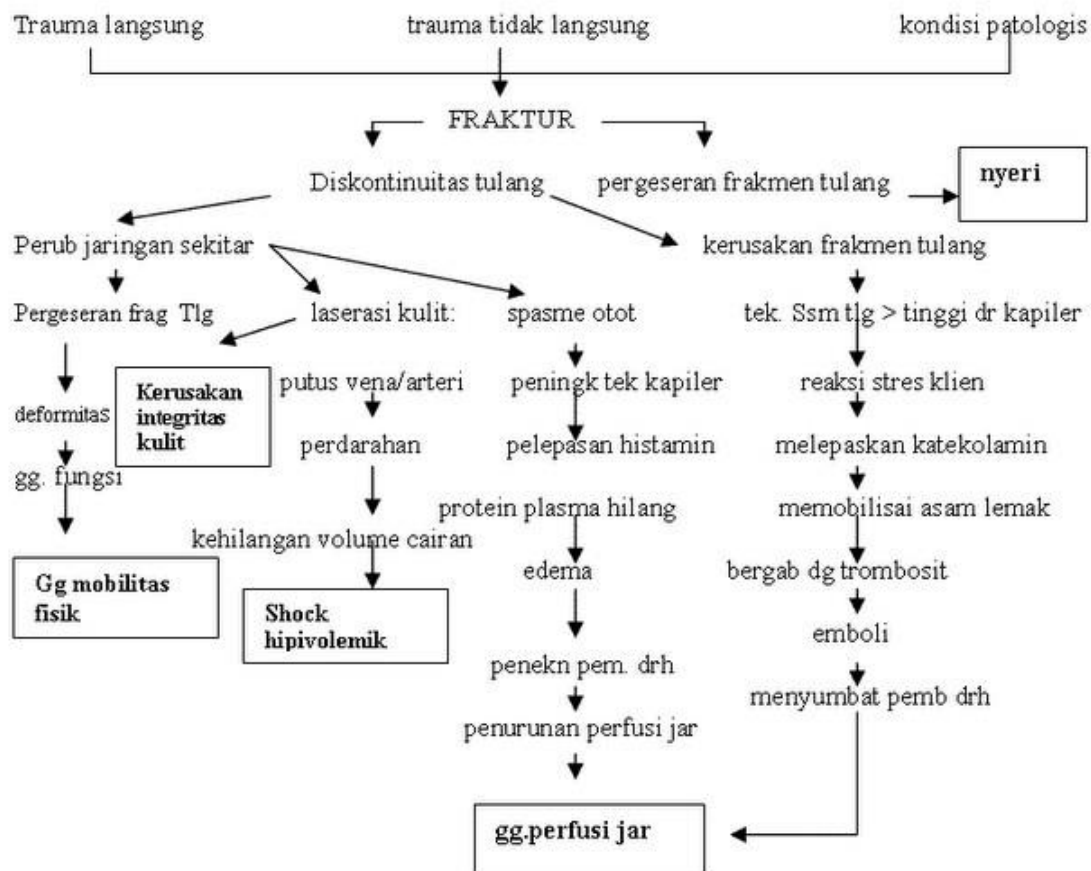 Trauma langsung
trauma tidak langsung
kondisi patologis
FRAKTUR
Diskontinuitas tulang
pergeseran frakmen tulang
nyeri
Perub jaringan sekitar
kerusakan frakmen tulang
Pergeseran frag Tlg
laserasi kulit:
spasme otot
tek. Ssm tlg > tinggi dr kapiler
Kerusakan
integritas
kulit
putus vena/arteri
peningk tek kapiler
reaksi stres klien
deformitas
perdarahan
pelepasan histamin
melepaskan katekolamin
gg. fungsi
protein plasma hilang
memobilisai asam lemak
kehilangan volume cairan
edema
bergab dg trombosit
Gg mobilitas
fisik
Shock
hipivolemik
emboli
penekn pem. drh
menyumbat pemb drh
penurunan perfusi jar
gg.perfusi jar